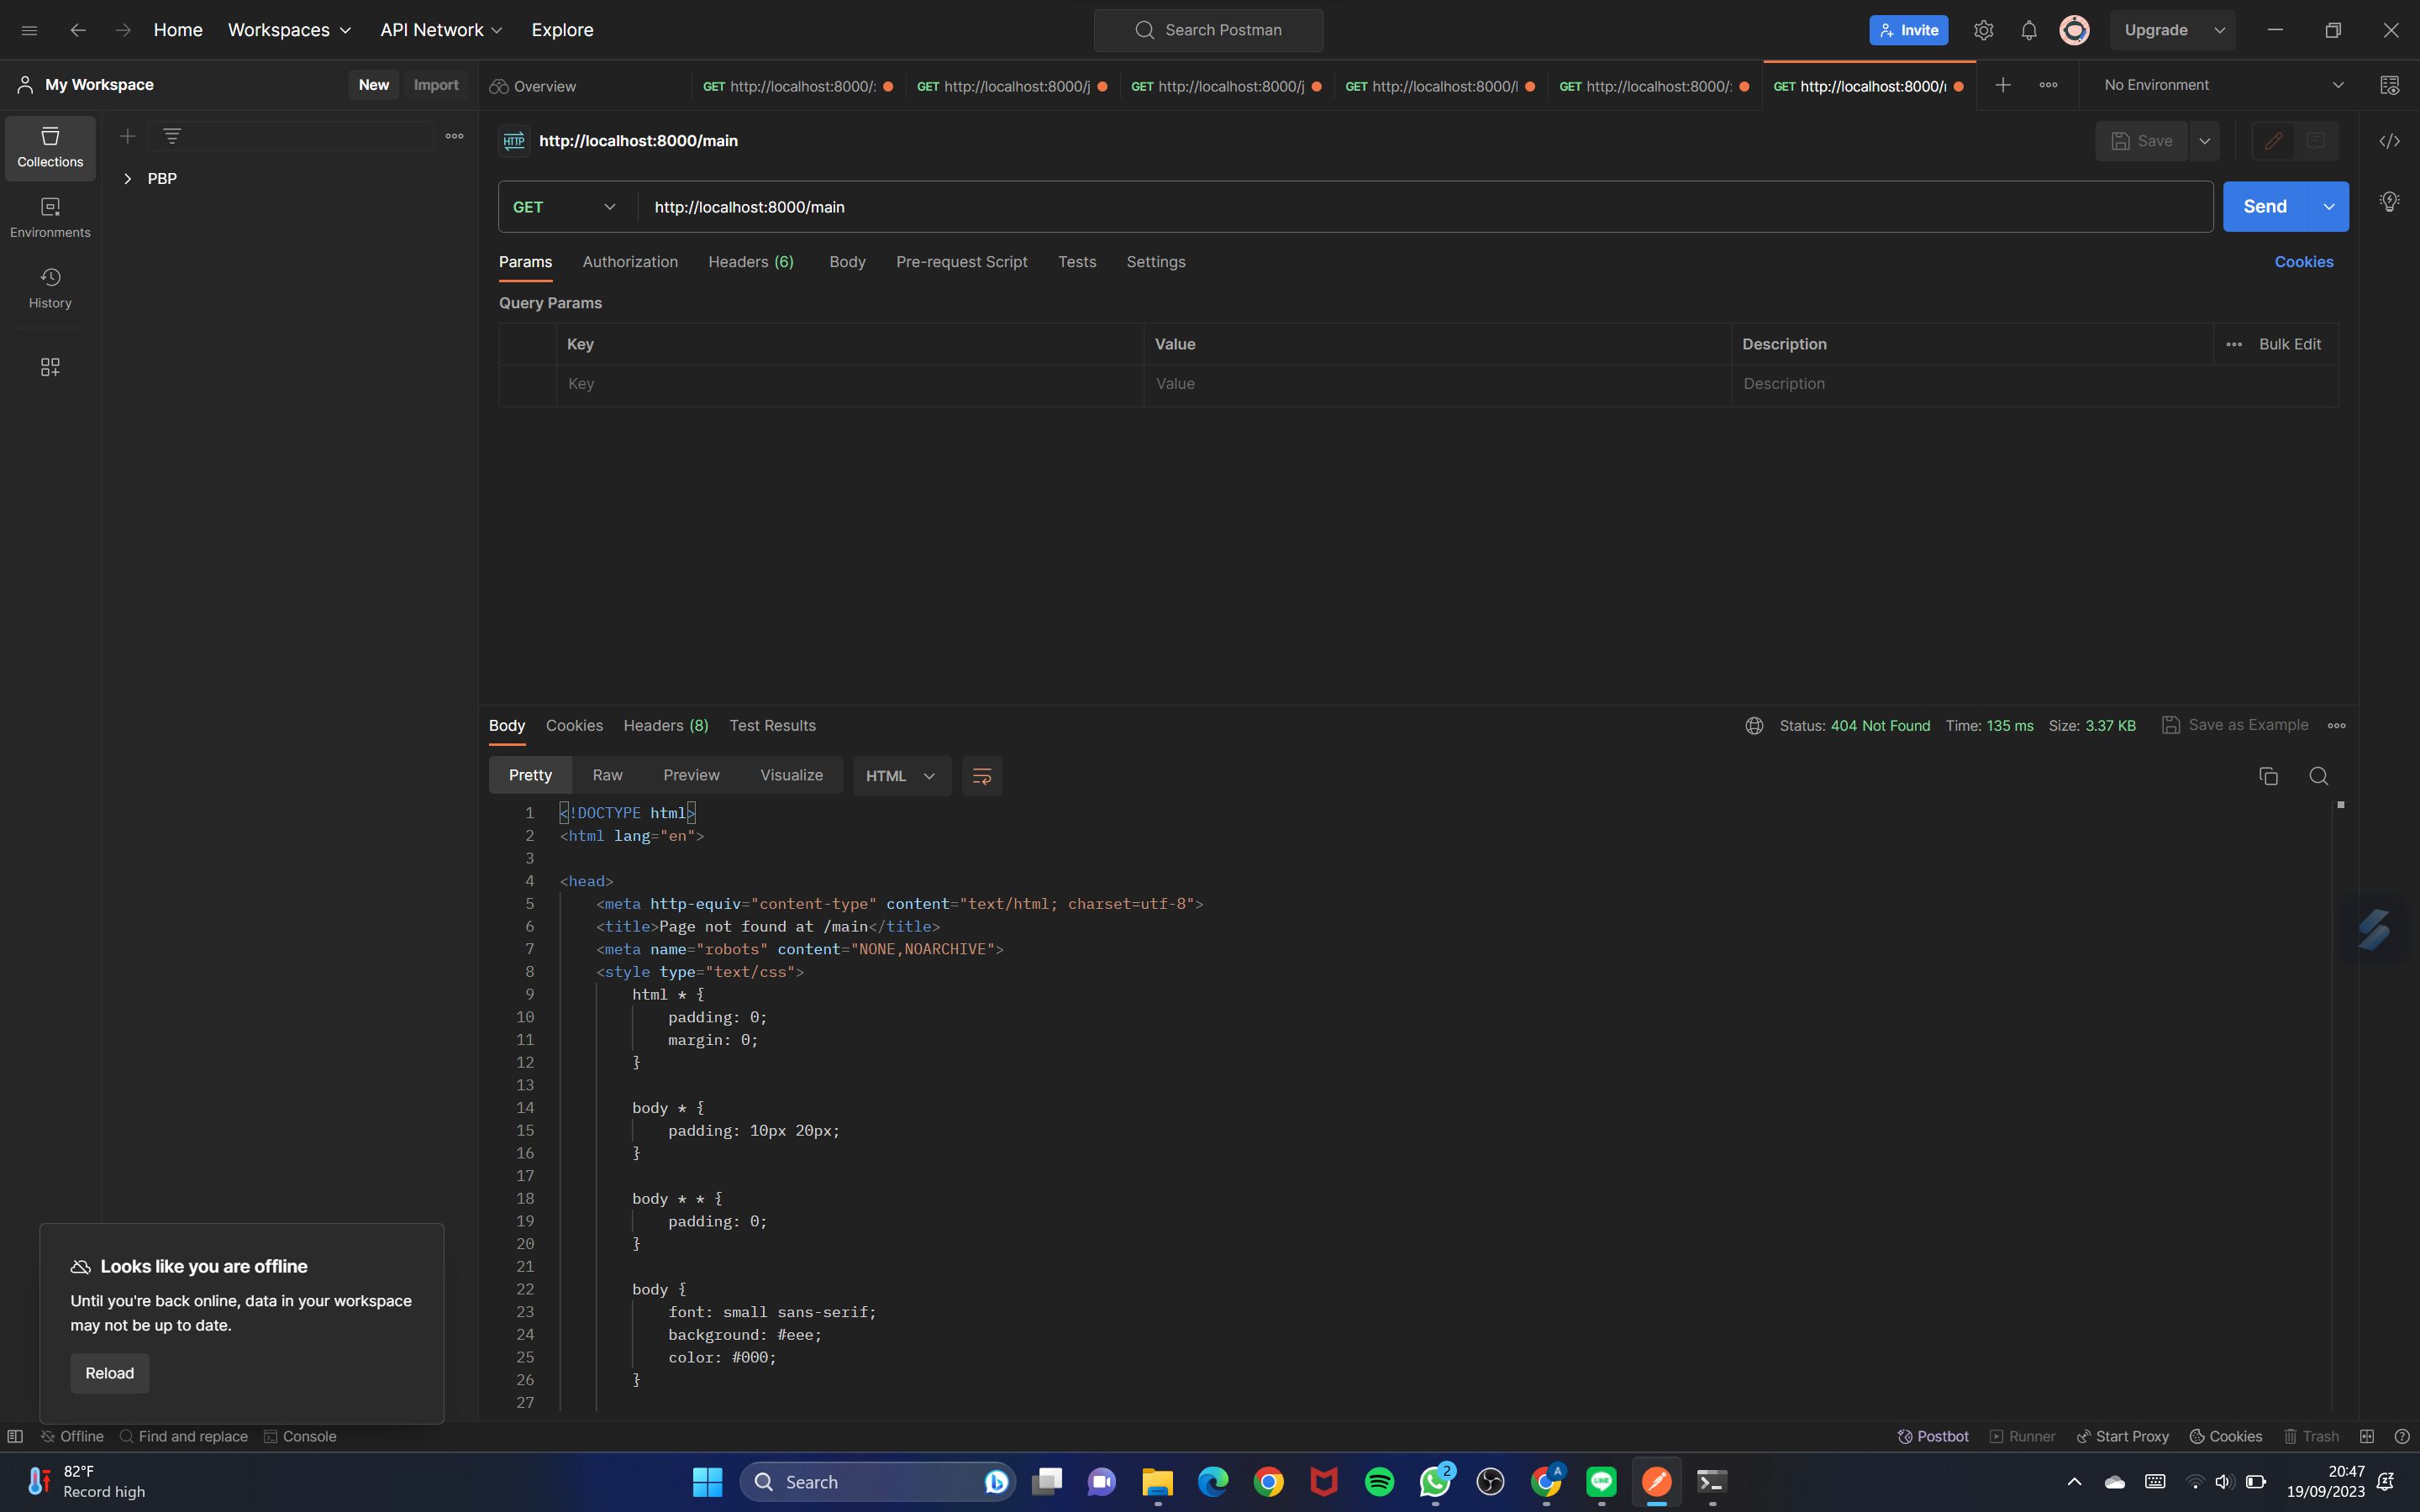 Home Workspaces API Network Explore Search Postman Invite Upgrade
My Workspace New Import Overview GET http://localhost:8000/: GET http://localhost:8000/j GET http://localhost:8000/j GET http://localhost:8000/l GET http://localhost:8000/: GET http://localhost:8000/ No Environment
Collections
PBP
HTTP http://localhost:8000/main Save
Environments
GET http://localhost:8000/main Send
History
Params Authorization Headers (6) Body Pre-request Script Tests Settings Cookies
Query Params
Key Value Description Bulk Edit
Key Value Description
Body Cookies Headers (8) Test Results Status: 404 Not Found Time: 135 ms Size: 3.37 KB Save as Example
Pretty Raw Preview Visualize HTML
1 <!DOCTYPE html>
2 <html lang="en">
3
4 <head>
5 <meta http-equiv="content-type" content="text/html; charset=utf-8">
6 <title>Page not found at /main</title>
7 <meta name="robots" content="NONE,NOARCHIVE">
8 <style type="text/css">
9 html * {
10 padding: 0;
11 margin: 0;
12 }
13
14 body * {
15 padding: 10px 20px;
16 }
17
18 body * * {
19 padding: 0;
20 }
21
22 body {
23 font: small sans-serif;
24 background: #eee;
25 color: #000;
26 }
27
Looks like you are offline
Until you're back online, data in your workspace
may not be up to date.
Reload
Offline Find and replace Console Postbot Runner Start Proxy Cookies Trash
82°F
Record high
Search
2
A
LINE
20:47
19/09/2023